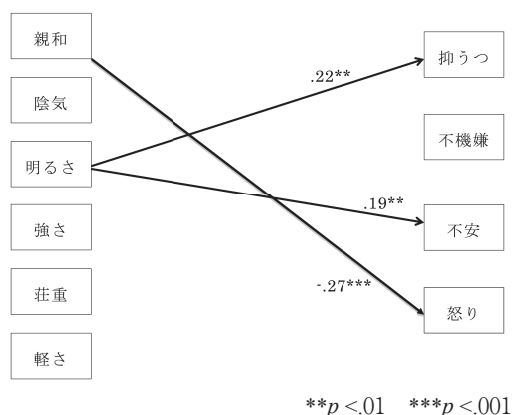 親和
陰気
明るさ
強さ
荘重
軽さ
抑うつ
不機嫌
不安
怒り
.22**
.19**
-.27***
**p <.01 ***p <.001